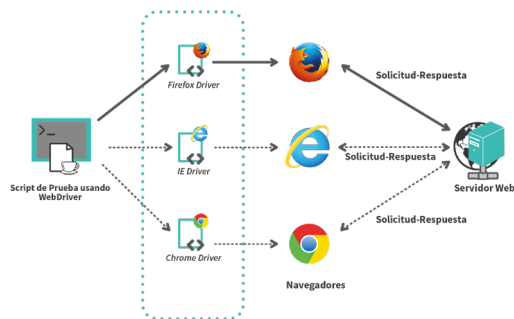 Firefox Driver
Solicitud-Respuesta
Script de Prueba usando
WebDriver
IE Driver
Solicitud-Respuesta
Servidor Web
Chrome Driver
Solicitud-Respuesta
Navegadores